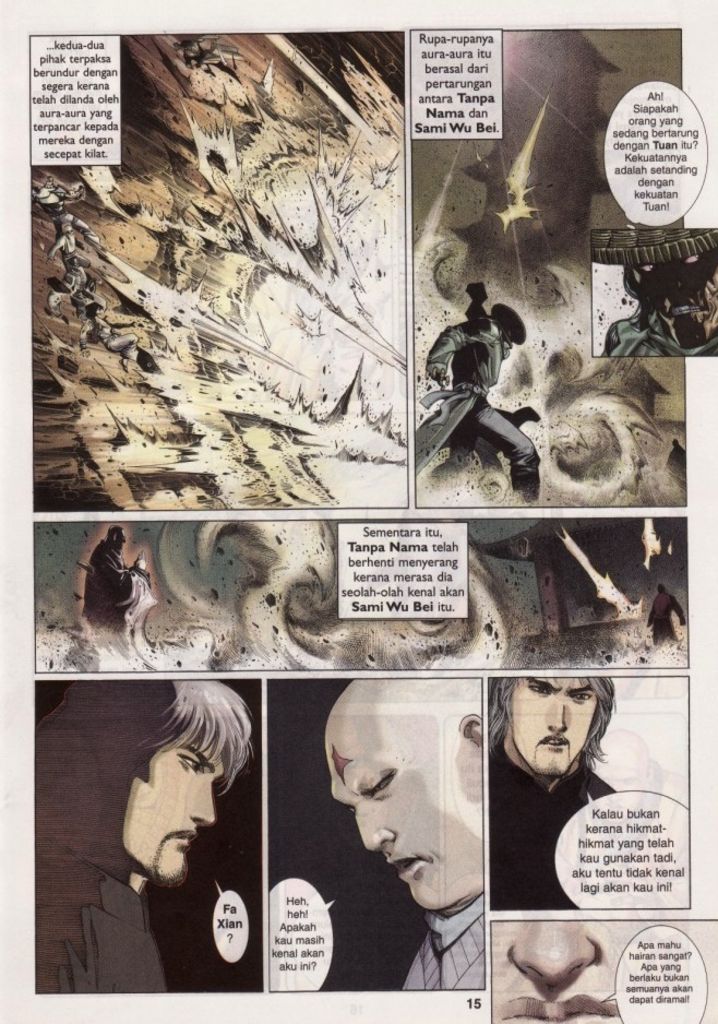 ...kedua-dua
pihak terpaksa
berundur dengan
segera kerana
telah dilanda oleh
aura-aura yang
terpancar kepada
mereka dengan
secepat kilat.
Rupa-rupanya
aura-aura itu
berasal dari
pertarungan
antara Tanpa
Nama dan
Sami Wu Bei.
Ah!
Siapakah
orang yang
sedang bertarung
dengan Tuan itu?
Kekuatannya
adalah setanding
dengan
kekuatan
Tuan!
Sementara itu,
Tanpa Nama telah
berhenti menyerang
kerana merasa dia
seolah-olah kenal akan
Sami Wu Bei itu.
Fa
Xian
?
Heh,
heh!
Apakah
kau masih
kenal akan
aku ini?
Kalau bukan
kerana hikmat-
hikmat yang telah
kau gunakan tadi,
aku tentu tidak kenal
lagi akan kau ini!
Apa mahu
hairan sangat?
Apa yang
berlaku bukan
semuanya akan
dapat diramal!
15